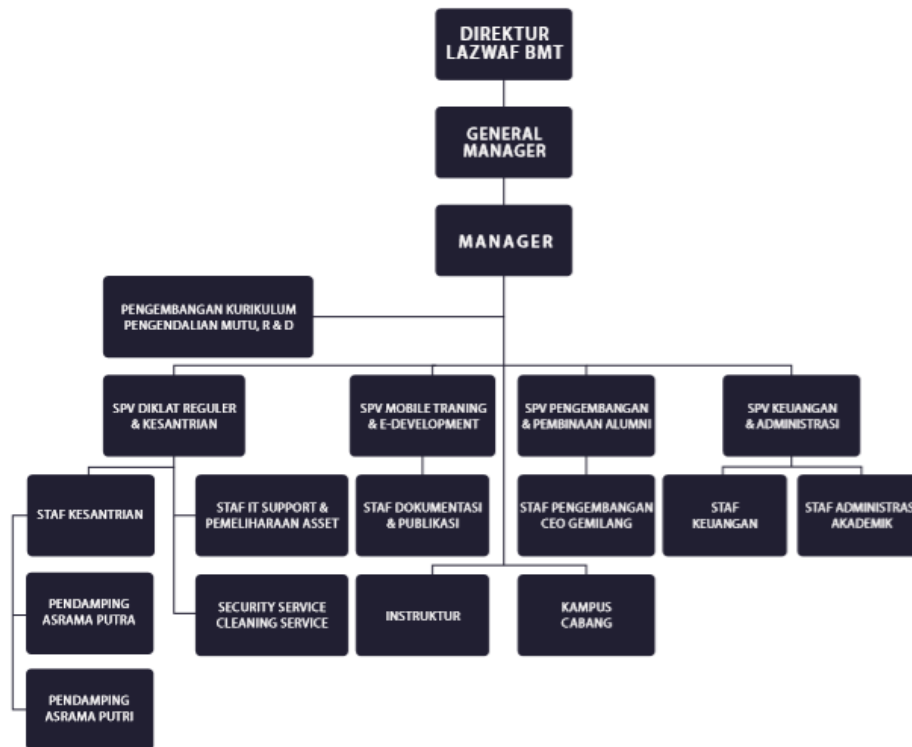 DIREKTUR
LAZWAF BMT
GENERAL
MANAGER
MANAGER
PENGEMBANGAN KURIKULUM
PENGENDALIAN MUTU, R & D
SPV DIKLAT REGULER
& KESANTRIAN
SPV MOBILE TRANING
& E-DEVELOPMENT
SPV PENGEMBANGAN
& PEMBINAAN ALUMNI
SPV KEUANGAN
& ADMINISTRASI
STAF KESANTRIAN
STAF IT SUPPORT &
PEMELIHARAAN ASSET
STAF DOKUMENTASI
& PUBLIKASI
STAF PENGEMBANGAN
CEO GEMILANG
STAF
KEUANGAN
STAF ADMINISTRASI
AKADEMIK
PENDAMPING
ASRAMA PUTRA
SECURITY SERVICE
CLEANING SERVICE
INSTRUKTUR
KAMPUS
CABANG
PENDAMPING
ASRAMA PUTRI